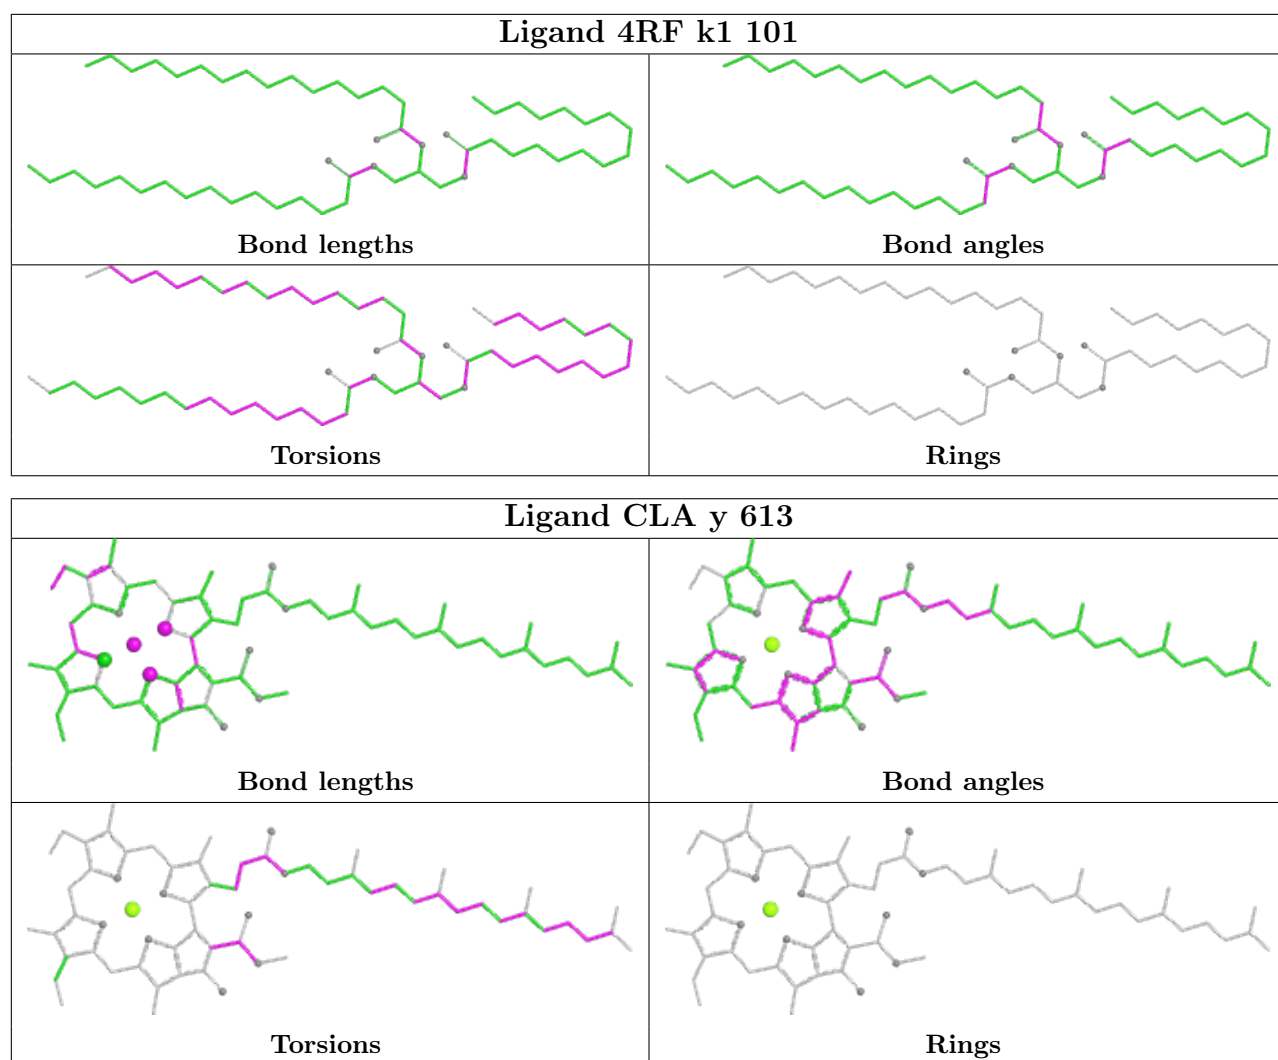 Ligand 4RF k1 101
Bond lengths
Bond angles
Torsions
Rings
Ligand CLA y 613
Bond lengths
Bond angles
Torsions
Rings